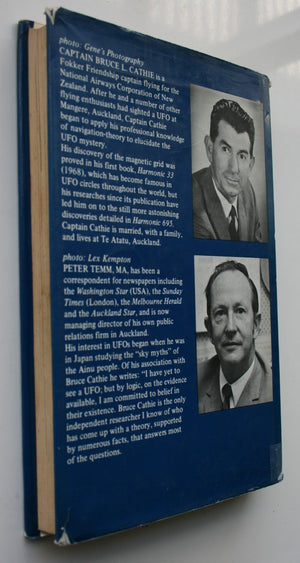 photo: Gene's Photography
CAPTAIN BRUCE L. CATHIE is a
Fokker Friendship captain flying for the
National Airways Corporation of New
Zealand. After he and a number of other
flying enthusiasts had sighted a UFO at
Mangere, Auckland, Captain Cathie
began to apply his professional knowledge
of navigation-theory to elucidate the
UFO mystery.
His discovery of the magnetic grid was
proved in his first book, Harmonic 33
(1968), which has become famous in
UFO circles throughout the world, but
his researches since its publication have
led him on to the still more astonishing
discoveries detailed in Harmonic 695.
Captain Cathie is married, with a family,
and lives at Te Atatu, Auckland.
photo: Lex Kempton
PETER TEMM, MA, has been a
correspondent for newspapers including
the Washington Star (USA), the Sunday
Times (London), the Melbourne Herald
and the Auckland Star, and is now
managing director of his own public
relations firm in Auckland.
His interest in UFOs began when he was
in Japan studying the "sky myths" of
the Ainu people. Of his association with
Bruce Cathie he writes: "I have yet to
see a UFO; but by logic, on the evidence
available, I am committed to belief in
their existence. Bruce Cathie is the only
independent researcher I know of who
has come up with a theory, supported
by numerous facts, that answers most
of the questions.